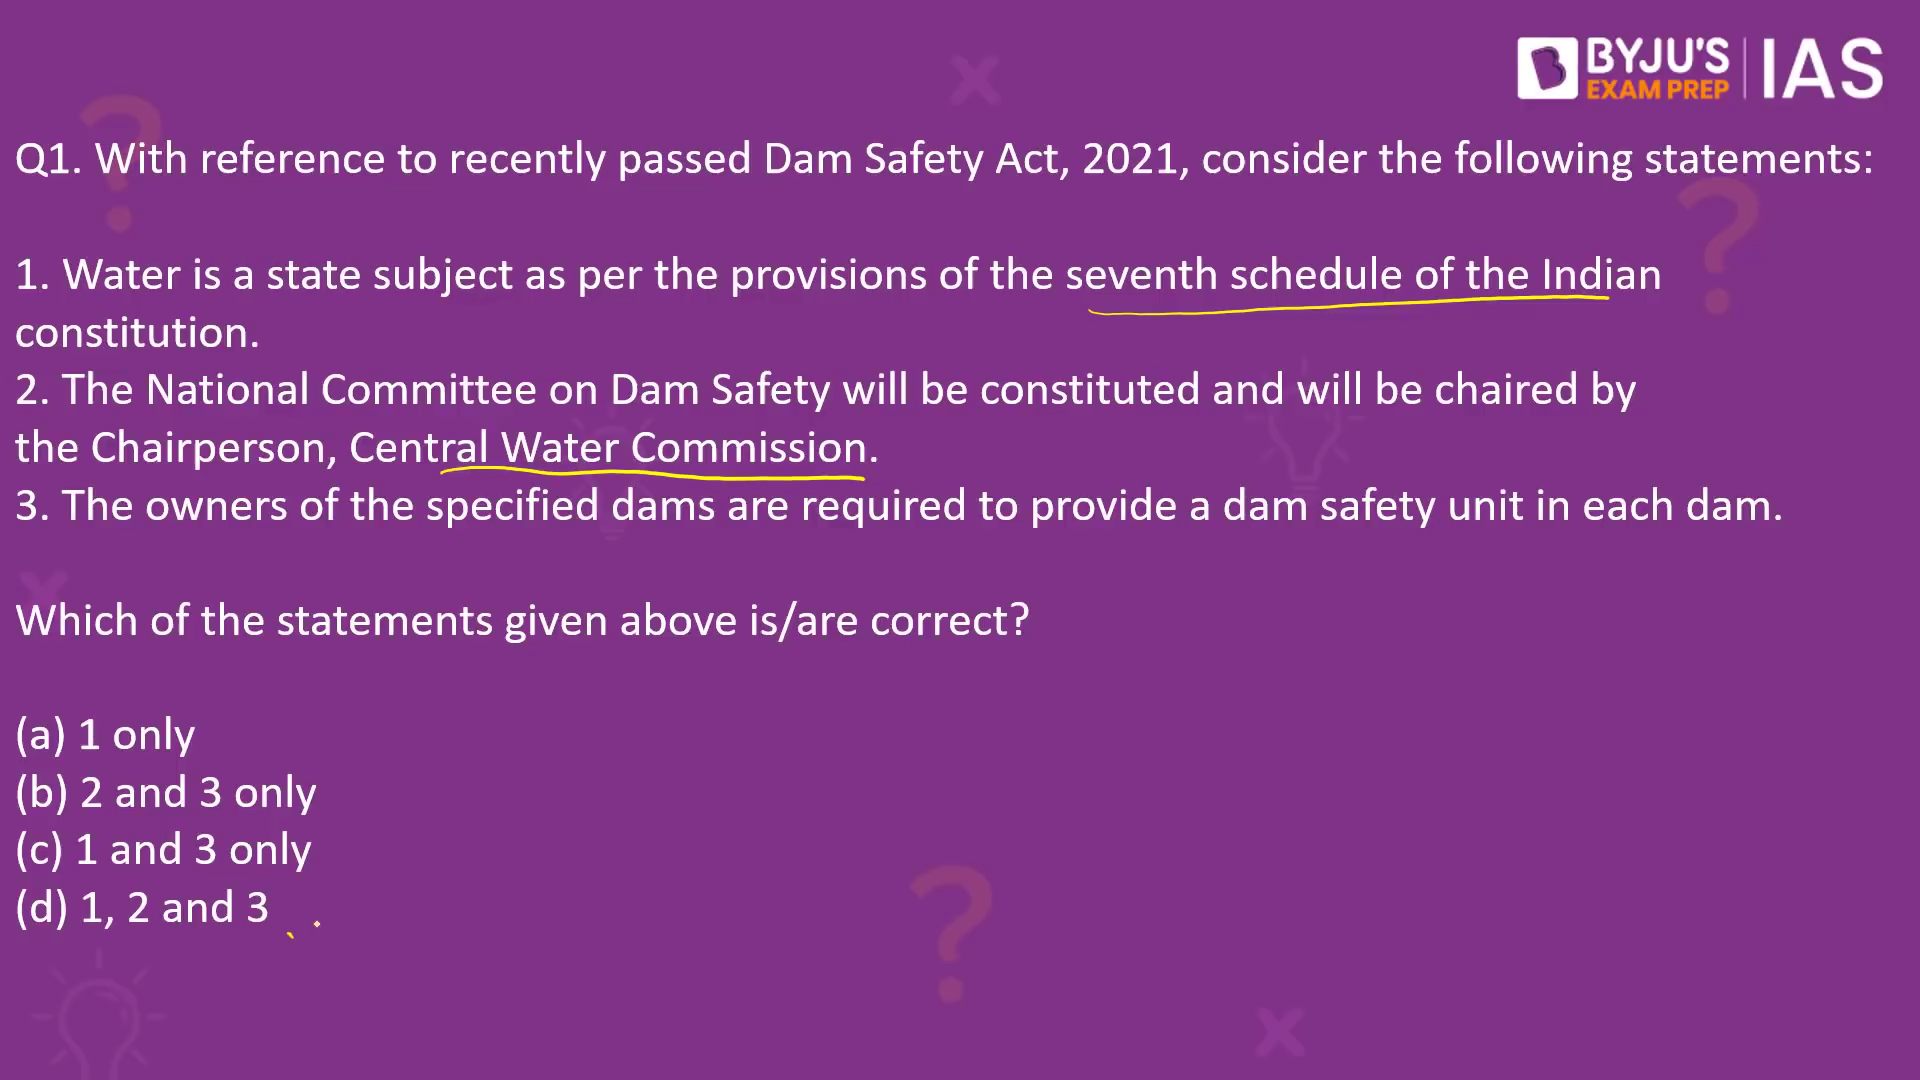 BYJU'S
EXAM PREP
IAS
Q1. With reference to recently passed Dam Safety Act, 2021, consider the following statements:
1. Water is a state subject as per the provisions of the seventh schedule of the Indian
constitution.
2. The National Committee on Dam Safety will be constituted and will be chaired by
the Chairperson, Central Water Commission.
3. The owners of the specified dams are required to provide a dam safety unit in each dam.
Which of the statements given above is/are correct?
(a) 1 only
(b) 2 and 3 only
(c) 1 and 3 only
(d) 1, 2 and 3